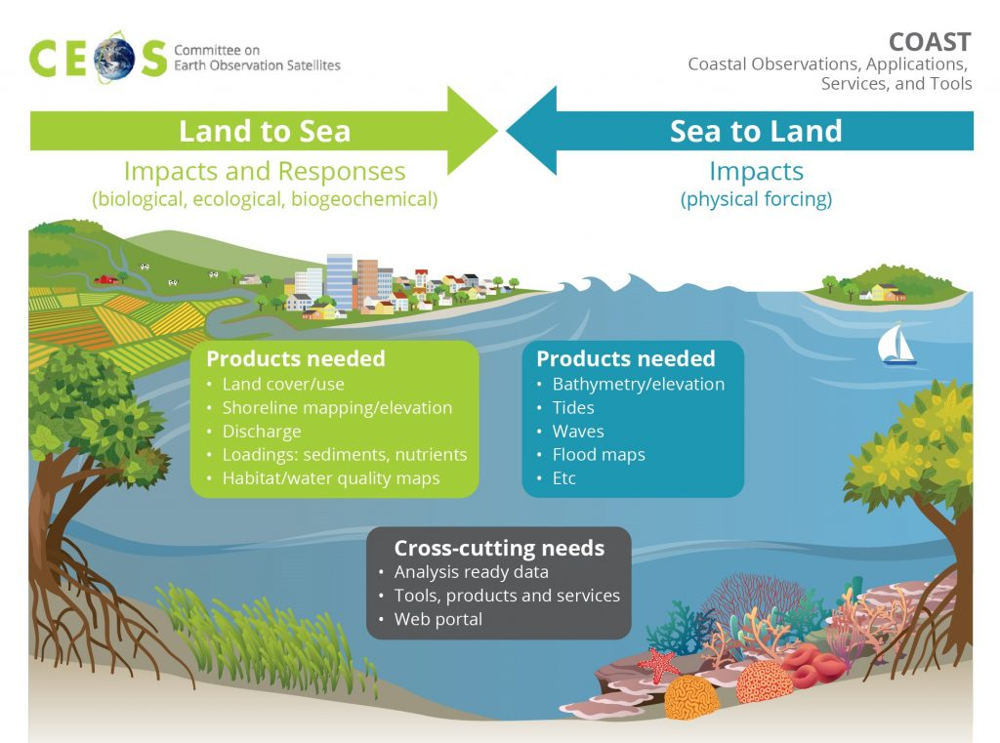 CEOS
Committee on
Earth Observation Satellites
COAST
Coastal Observations, Applications,
Services, and Tools
Land to Sea
Impacts and Responses
(biological, ecological, biogeochemical)
Sea to Land
Impacts
(physical forcing)
Products needed
• Land cover/use
• Shoreline mapping/elevation
• Discharge
• Loadings: sediments, nutrients
• Habitat/water quality maps
Products needed
• Bathymetry/elevation
• Tides
• Waves
• Flood maps
• Etc
Cross-cutting needs
• Analysis ready data
• Tools, products and services
• Web portal